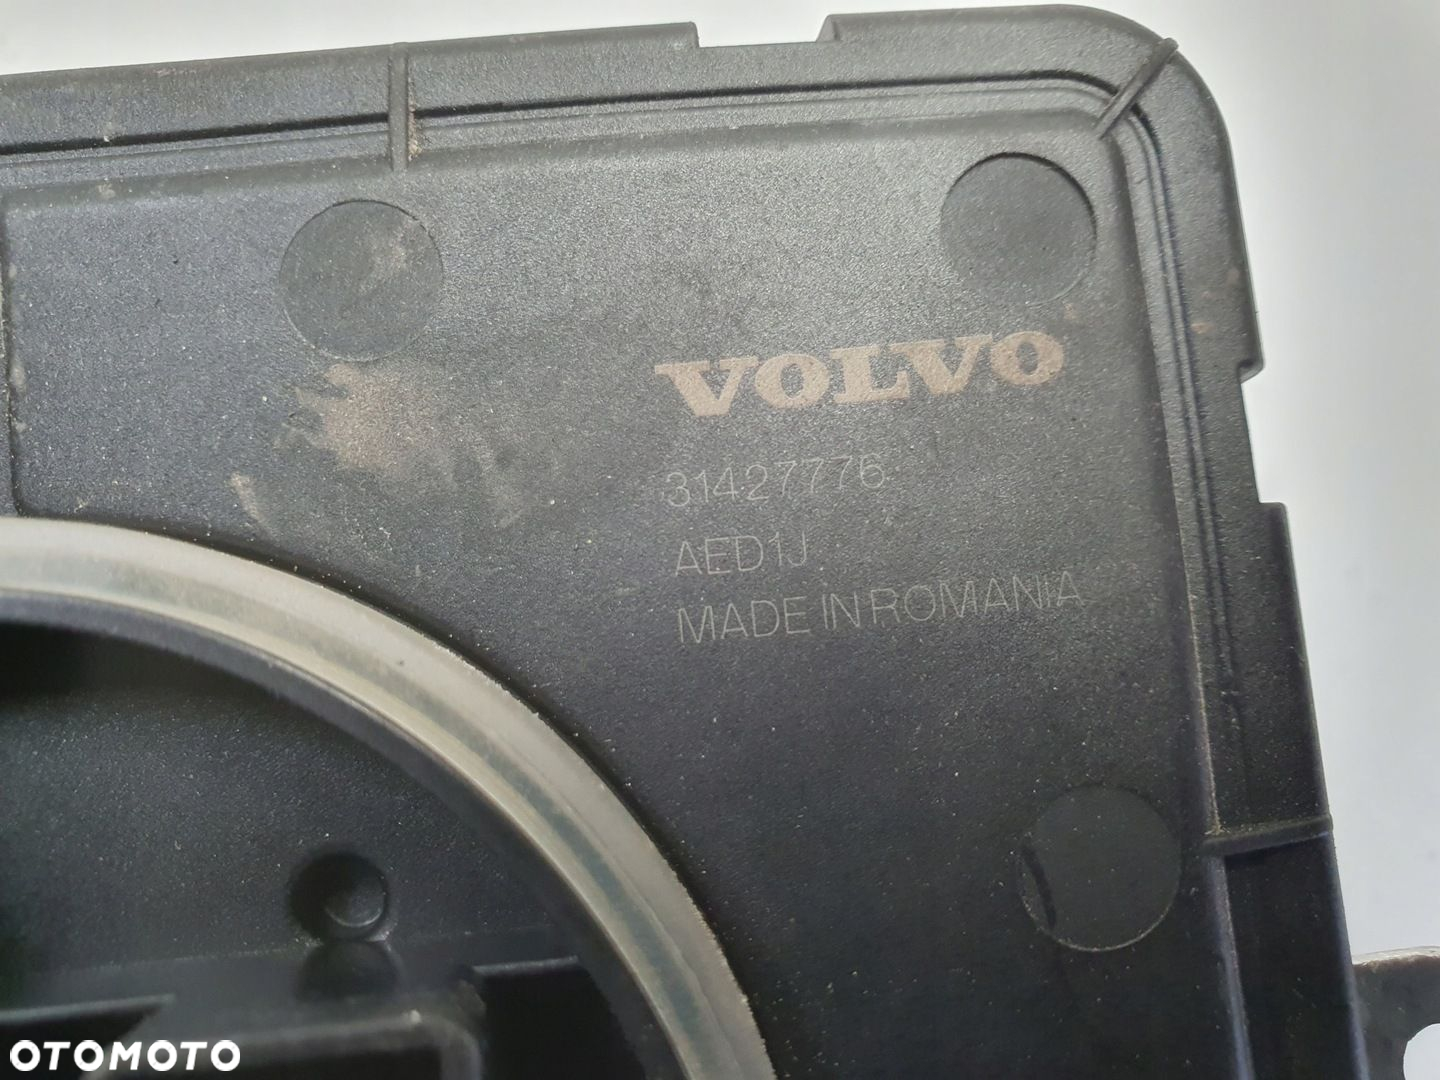 VOLVO
31427776
AED1J
MADE IN ROMANIA
OTOMOTO